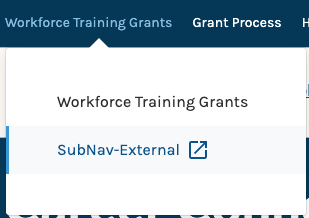 Workforce Training Grants Grant Process H
Workforce Training Grants
SubNav-External